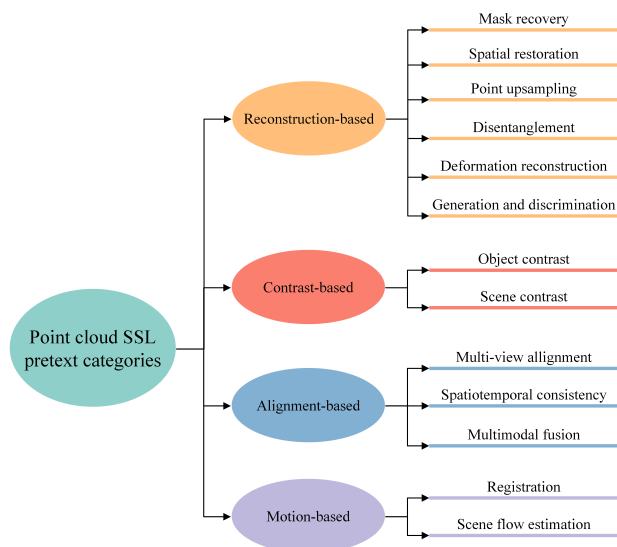 Point cloud SSL
pretext categories
Reconstruction-based
Mask recovery
Spatial restoration
Point upsampling
Disentanglement
Deformation reconstruction
Generation and discrimination
Contrast-based
Object contrast
Scene contrast
Alignment-based
Multi-view allignment
Spatiotemporal consistency
Multimodal fusion
Motion-based
Registration
Scene flow estimation